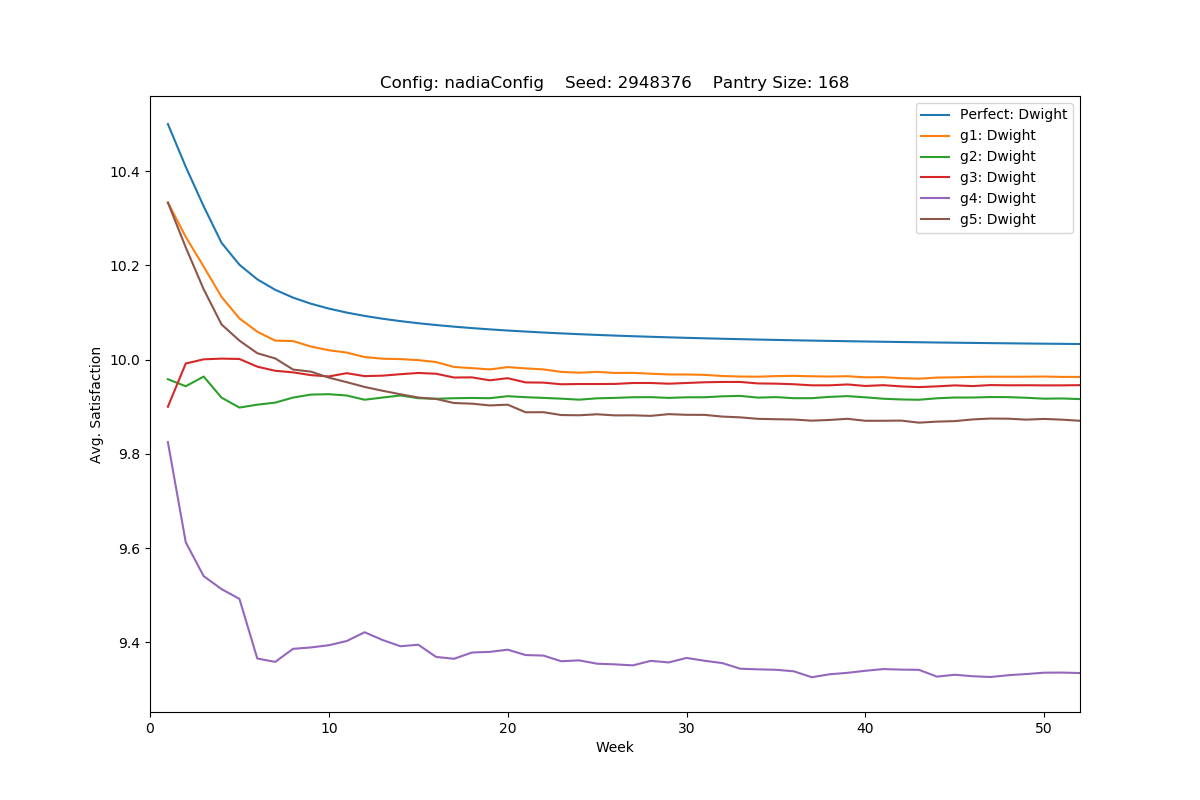 Config: nadiaConfig    Seed: 2948376    Pantry Size: 168
Perfect: Dwight
g1: Dwight
g2: Dwight
g3: Dwight
g4: Dwight
g5: Dwight
Avg. Satisfaction
10.4
10.2
10.0
9.8
9.6
9.4
0 10 20 30 40 50
Week